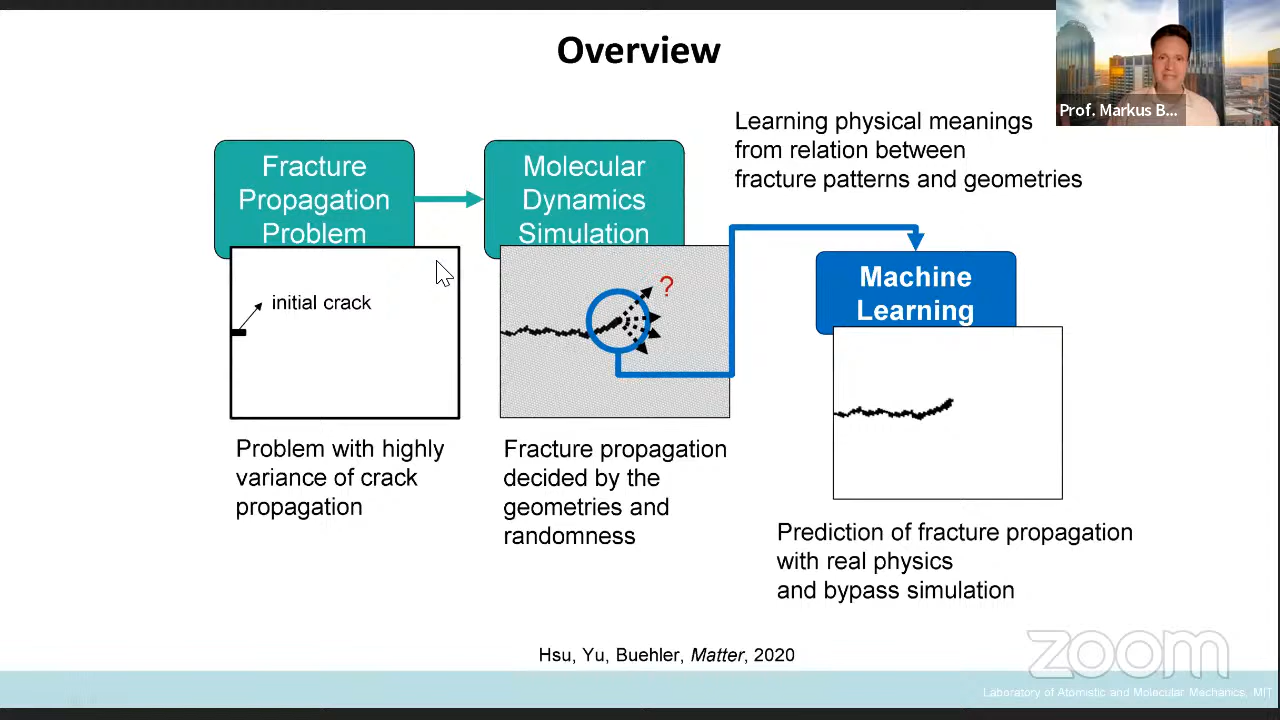 Overview
Prof. Markus B...
Learning physical meanings
from relation between
fracture patterns and geometries
Fracture
Propagation
Problem
Molecular
Dynamics
Simulation
?
Machine
Learning
initial crack
Problem with highly
variance of crack
propagation
Fracture propagation
decided by the
geometries and
randomness
Prediction of fracture propagation
with real physics
and bypass simulation
Hsu, Yu, Buehler, Matter, 2020
zoom
Laboratory of Atomistic and Molecular Mechanics, MIT